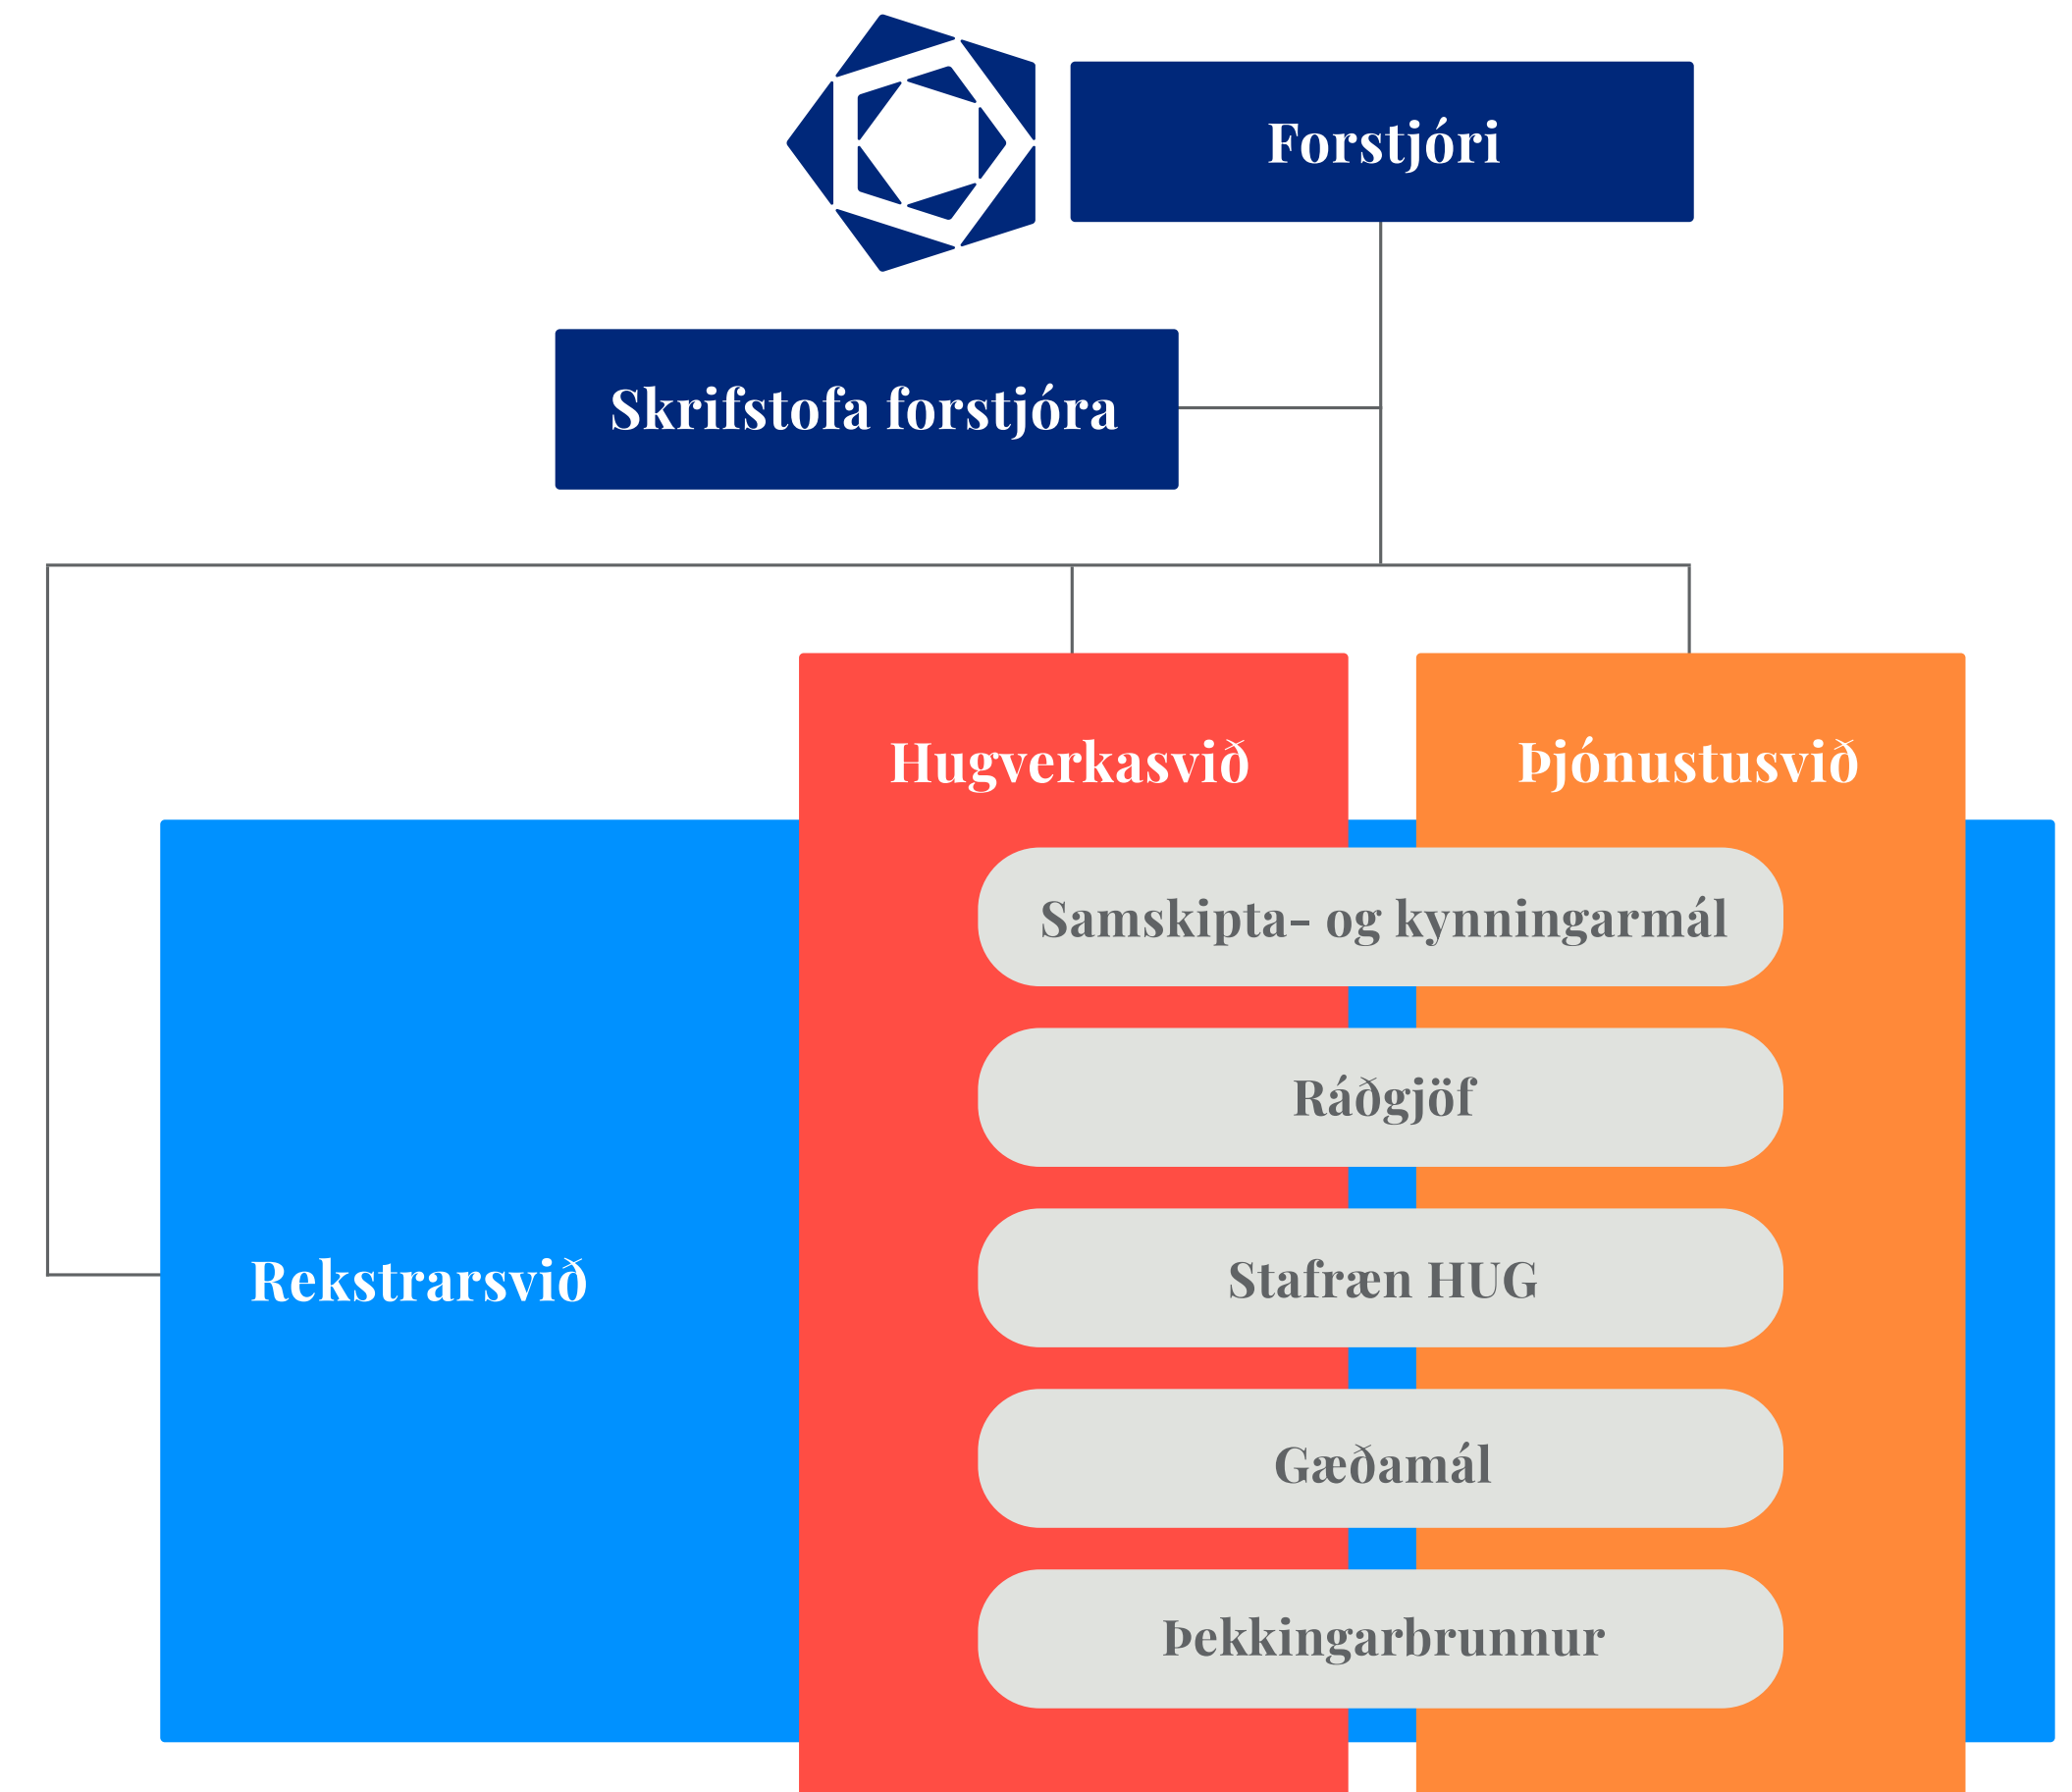 Forstjóri
Skrifstofa forstjóra
Hugverkasvið
Þjónustusvið
Samskipta- og kynningarmál
Ráðgjöf
Stafræn HUG
Rekstrarsvið
Gæðamál
Þekkingarbrunnur